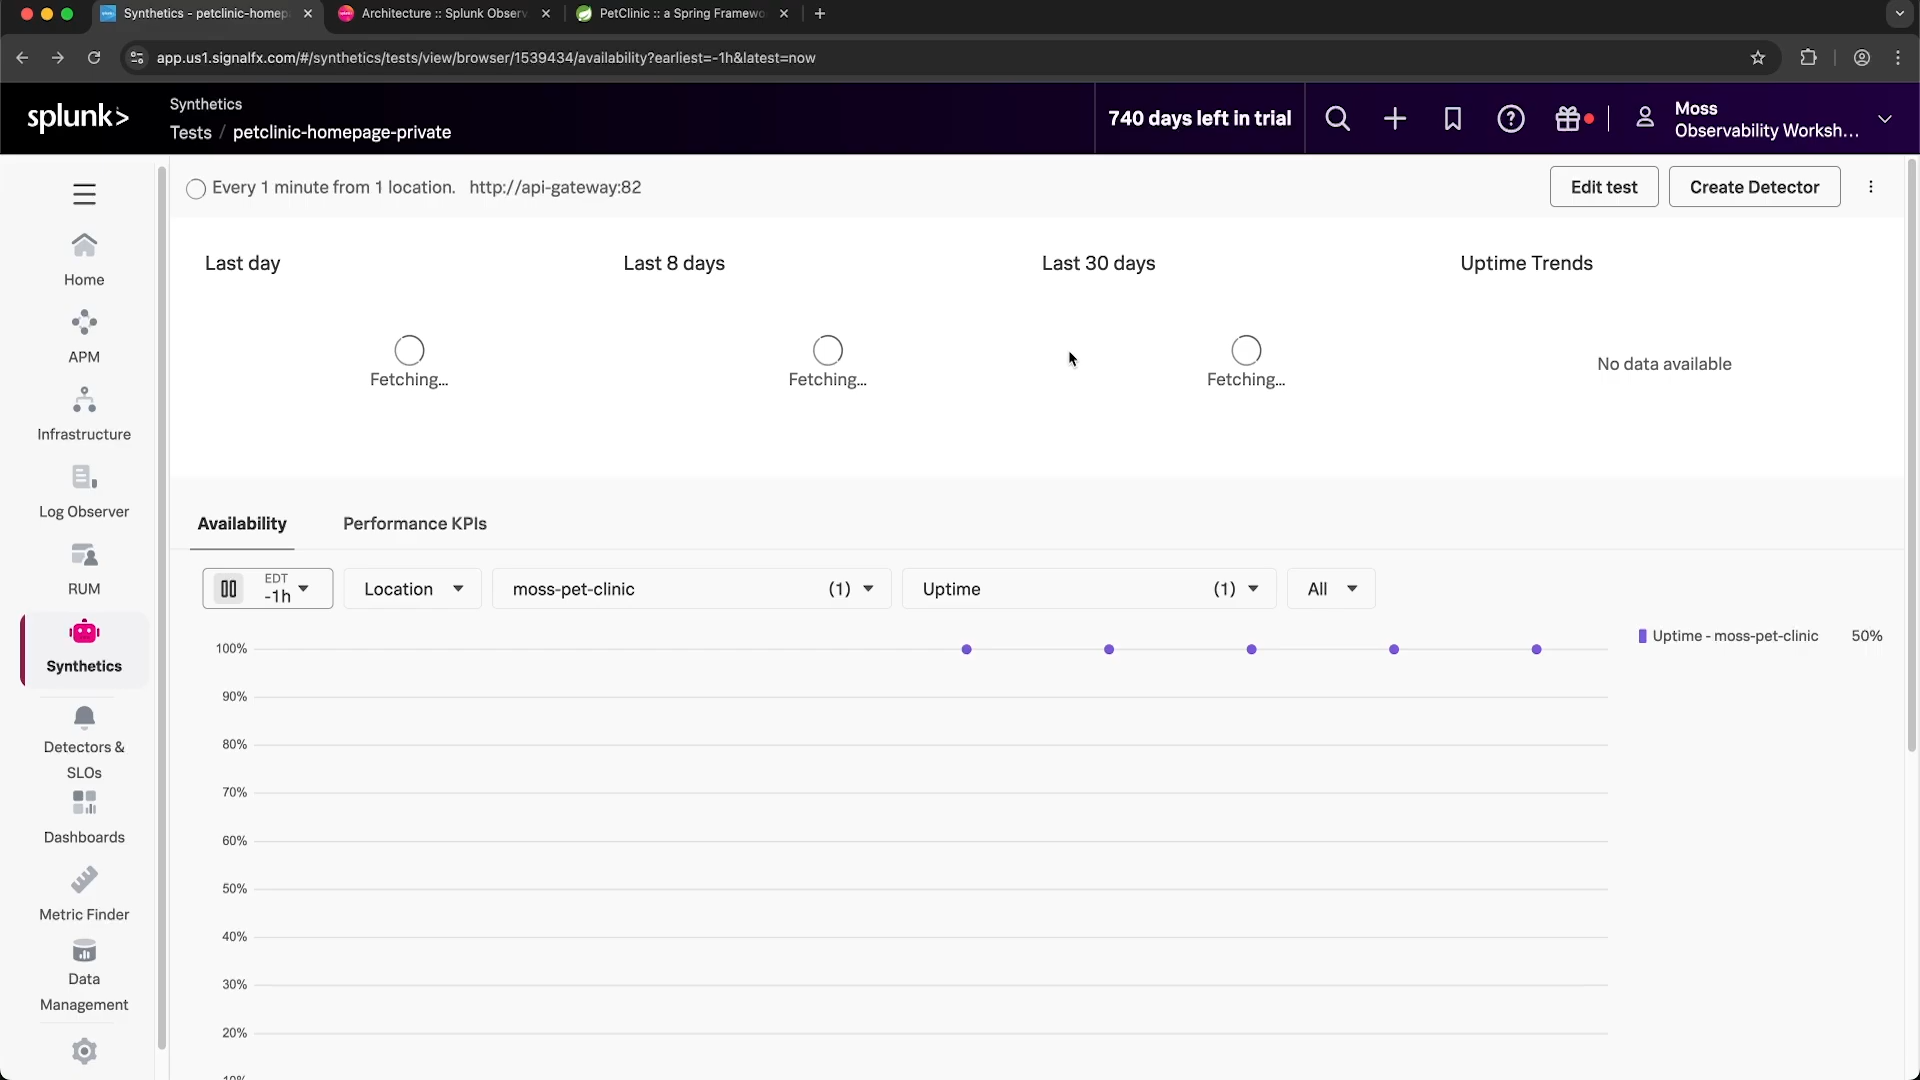 Synthetics - petclinic-homep
Architecture :: Splunk Observ
PetClinic :: a Spring Framewo
app.us1.signalfx.com/#/synthetics/tests/view/browser/1539434/availability?earliest=-1h&latest=now
splunk>
Synthetics
Tests / petclinic-homepage-private
740 days left in trial
Moss
Observability Worksh...
Every 1 minute from 1 location. http://api-gateway:82
Edit test
Create Detector
Home
APM
Infrastructure
Log Observer
RUM
Synthetics
Detectors &
SLOs
Dashboards
Metric Finder
Data
Management
Last day
Last 8 days
Last 30 days
Uptime Trends
Fetching...
Fetching...
Fetching...
No data available
Availability
Performance KPIs
EDT
-1h
Location
moss-pet-clinic (1)
Uptime (1)
All
100%
90%
80%
70%
60%
50%
40%
30%
20%
10%
Uptime - moss-pet-clinic 50%